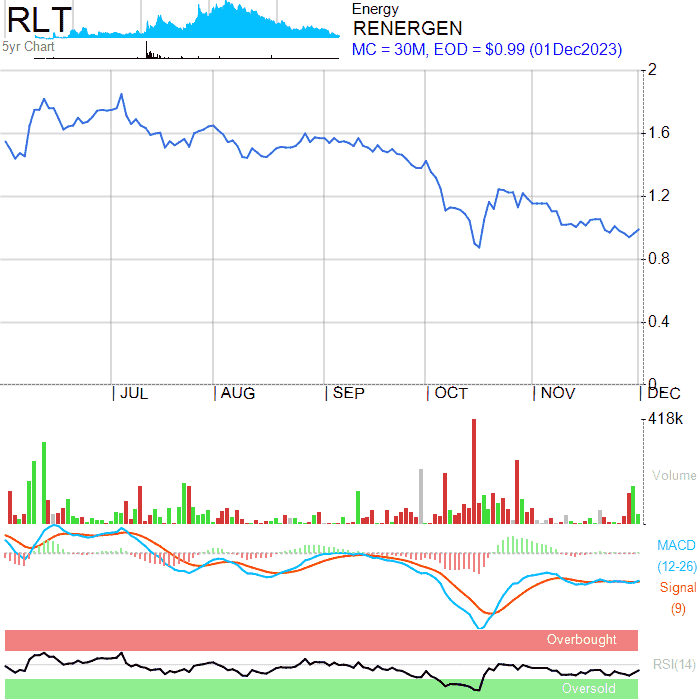 RLT
Energy
RENERGEN
5yr Chart
MC = 30M, EOD = $0.99 (01Dec2023)
2
1.6
1.2
0.8
0.4
0
JUL
AUG
SEP
OCT
NOV
DEC
418k
Volume
MACD
(12-26)
Signal
(9)
Overbought
RSI(14)
Oversold